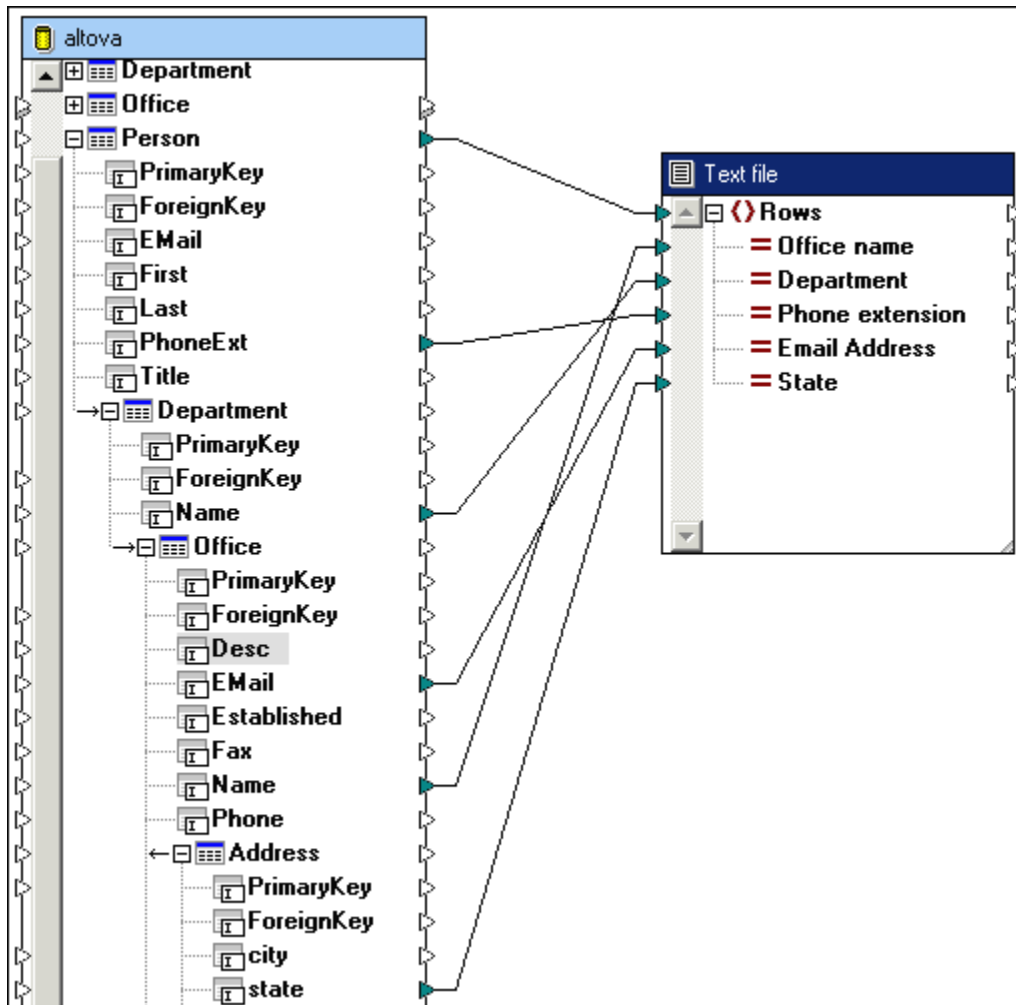 altova
Department
Office
Person
PrimaryKey
ForeignKey
EMail
First
Last
PhoneExt
Title
Department
PrimaryKey
ForeignKey
Name
Office
PrimaryKey
ForeignKey
Desc
EMail
Established
Fax
Name
Phone
Address
PrimaryKey
ForeignKey
city
state
Text file
Rows
Office name
Department
Phone extension
Email Address
State